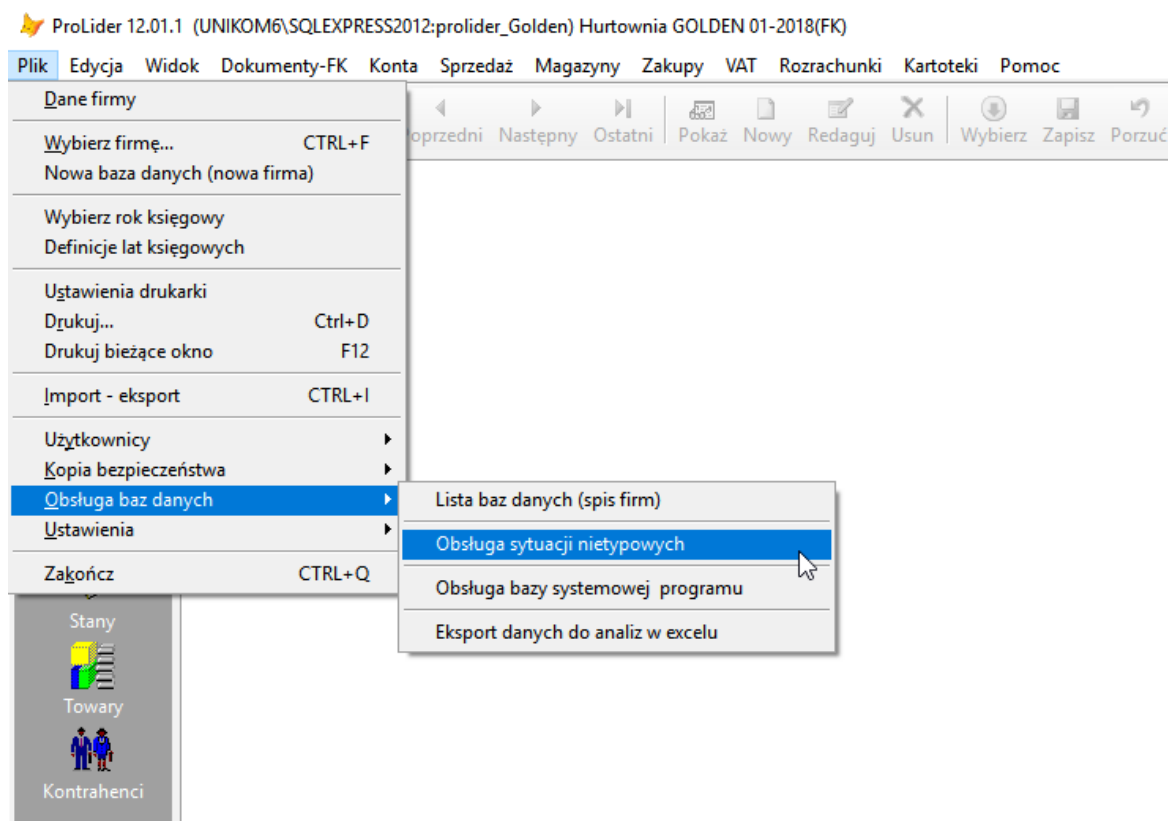 ProLider 12.01.1 (UNIKOM6\SQLEXPRESS2012:prolider_Golden) Hurtownia GOLDEN 01-2018(FK)
Plik Edycja Widok Dokumenty-FK Konta Sprzedaż Magazyny Zakupy VAT Rozrachunki Kartoteki Pomoc
oprzedni Następny Ostatni Pokaż Nowy Redaguj Usun Wybierz Zapisz Porzuć
Dane firmy
Wybierz firmę... CTRL+F
Nowa baza danych (nowa firma)
Wybierz rok księgowy
Definicje lat księgowych
Ustawienia drukarki
Drukuj... Ctrl+D
Drukuj bieżące okno F12
Import - eksport CTRL+I
Użytkownicy
Kopia bezpieczeństwa
Obsługa baz danych
Ustawienia
Zakończ CTRL+Q
Lista baz danych (spis firm)
Obsługa sytuacji nietypowych
Obsługa bazy systemowej programu
Eksport danych do analiz w excelu
Stany
Towary
Kontrahenci